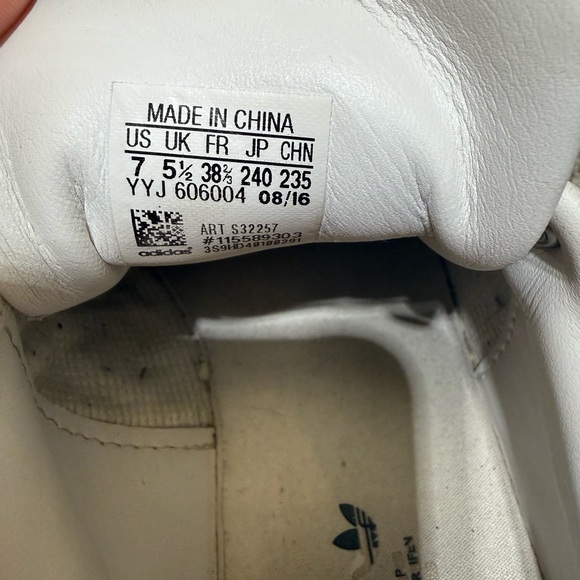 MADE IN CHINA
US UK FR JP CHN
7 5½ 38⅔ 240 235
YYJ 606004 08/16
ART S32257
#115589303
3S9HD48188291
adidas